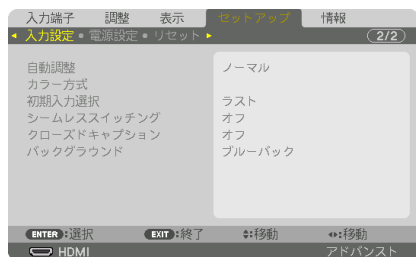 入力端子 調整 表示 セットアップ 情報
入力設定 • 電源設定 • リセット (2/2)
自動調整 ノーマル
カラー方式
初期入力選択 ラスト
シームレススイッチング オフ
クローズドキャプション オフ
バックグラウンド ブルーバック
ENTER:選択 EXIT:終了 :移動 :移動
HDMI アドバンスト